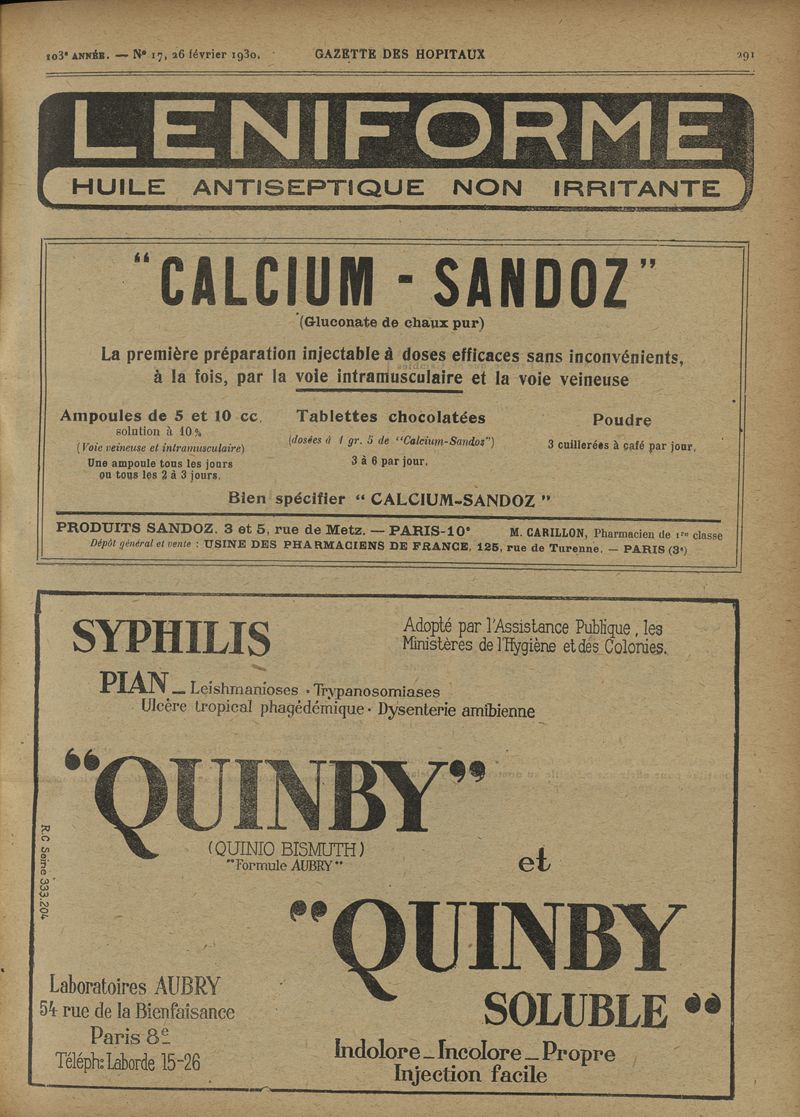 103e ANNÉE. — No 17, 26 février 1930.
GAZETTE DES HOPITAUX
291
LENIFORME
HUILE ANTISEPTIQUE NON IRRITANTE
"CALCIUM - SANDOZ"
(Gluconate de chaux pur)
La première préparation injectable à doses efficaces sans inconvénients,
à la fois, par la voie intramusculaire et la voie veineuse
Ampoules de 5 et 10 cc.
solution à 10%
(Voie veineuse et intramusculaire)
Une ampoule tous les jours
ou tous les 2 à 3 jours.
Tablettes chocolatées
(dosées à 1 gr. 5 de "Calcium-Sandoz")
3 à 6 par jour.
Poudre
3 cuillerées à café par jour.
Bien spécifier "CALCIUM-SANDOZ"
PRODUITS SANDOZ. 3 et 5, rue de Metz. — PARIS-10e M. CARILLON, Pharmacien de 1re classe
Dépôt général et vente : USINE DES PHARMACIENS DE FRANCE, 125, rue de Turenne. — PARIS (3e)
SYPHILIS
Adopté par l'Assistance Publique, les
Ministères de l'Hygiène et des Colonies.
PIAN — Leishmanioses · Trypanosomiases
Ulcère tropical phagédémique · Dysenterie amibienne
"QUINBY"
(QUINIO BISMUTH)
"Formule AUBRY"
et
"QUINBY
SOLUBLE"
R.C Seine 333.204
Laboratoires AUBRY
54 rue de la Bienfaisance
Paris 8e
Téléph: Laborde 15-26
Indolore — Incolore — Propre
Injection facile